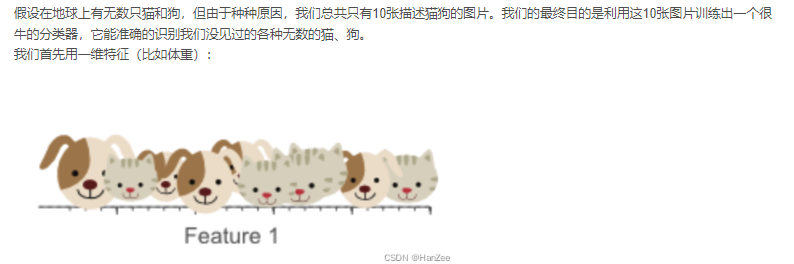 假设在地球上有无数只猫和狗，但由于种种原因，我们总共只有10张描述猫狗的图片。我们的最终目的是利用这10张图片训练出一个很
牛的分类器，它能准确的识别我们没见过的各种无数的猫、狗。
我们首先用一维特征（比如体重）：
Feature 1
CSDN @HanZee